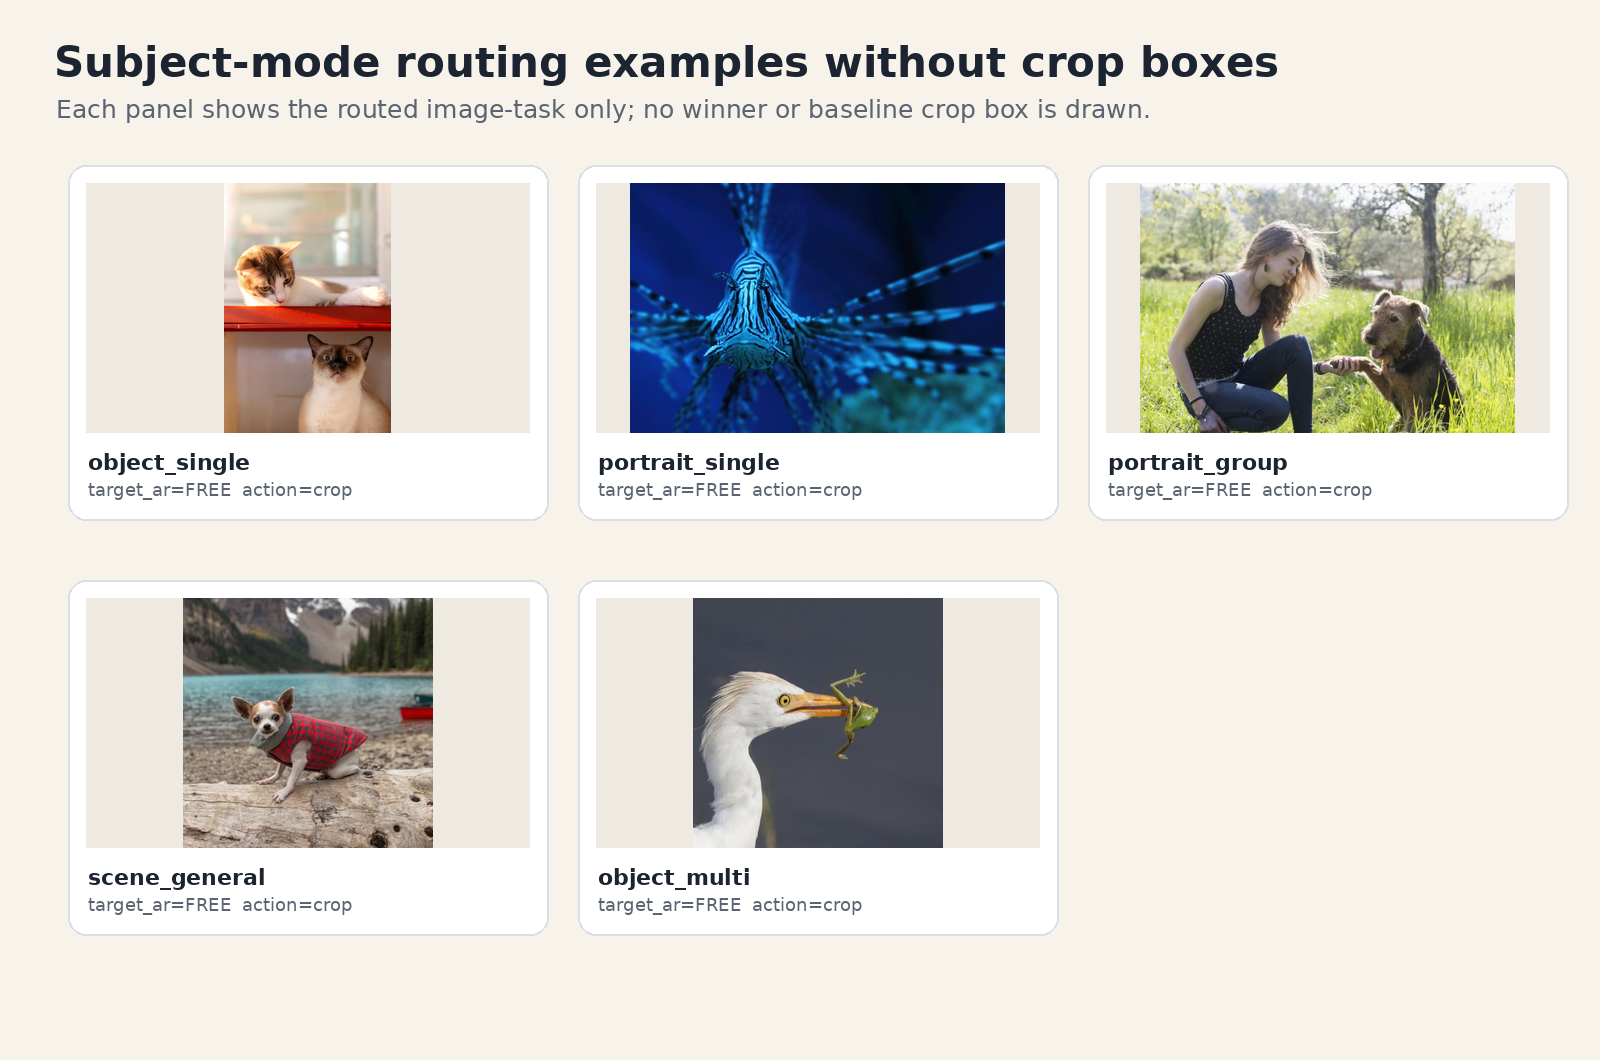 Subject-mode routing examples without crop boxes
Each panel shows the routed image-task only; no winner or baseline crop box is drawn.
object_single
target_ar=FREE  action=crop
portrait_single
target_ar=FREE  action=crop
portrait_group
target_ar=FREE  action=crop
scene_general
target_ar=FREE  action=crop
object_multi
target_ar=FREE  action=crop